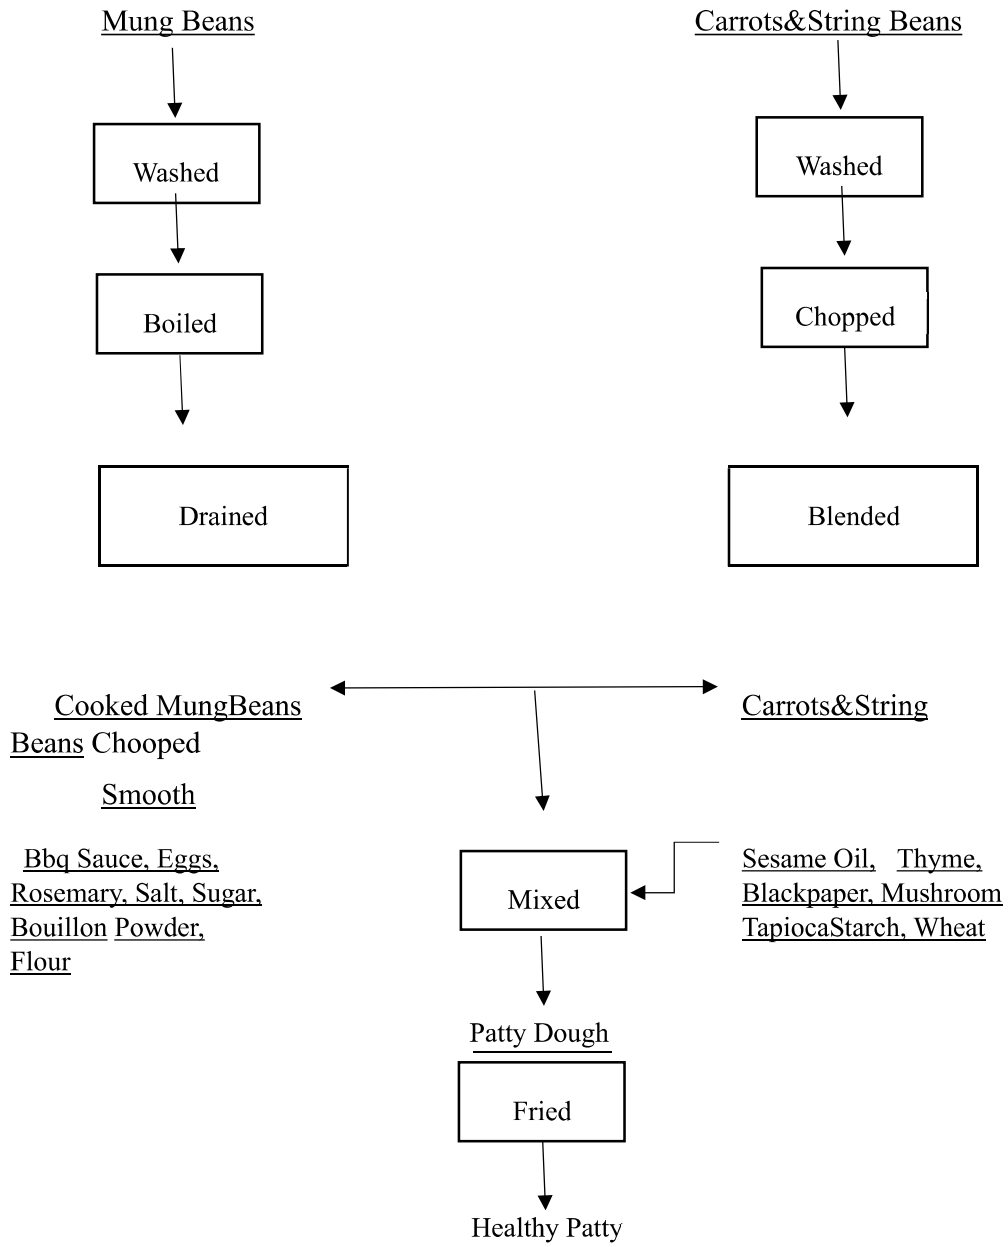 Mung Beans
Carrots&String Beans
Washed
Washed
Boiled
Chopped
Drained
Blended
Cooked MungBeans
Carrots&String
Beans Chooped
Smooth
Bbq Sauce, Eggs,
Rosemary, Salt, Sugar,
Bouillon Powder,
Flour
Mixed
Sesame Oil, Thyme,
Blackpaper, Mushroom
TapiocaStarch, Wheat
Patty Dough
Fried
Healthy Patty